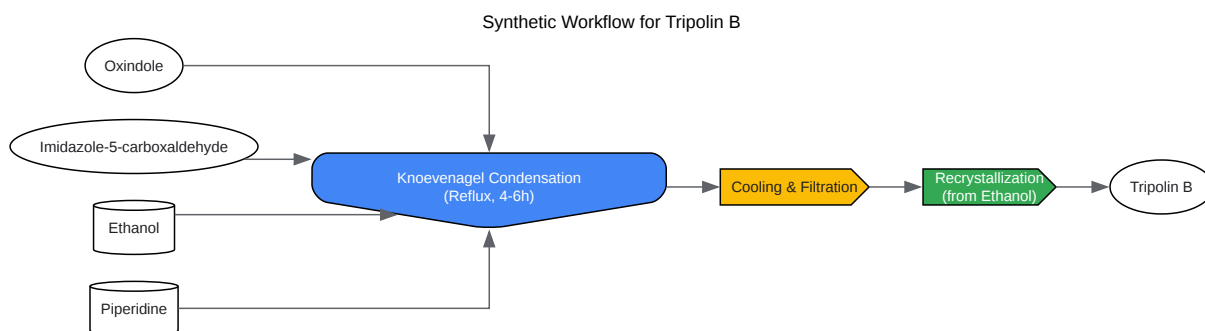 Synthetic Workflow for Tripolin B
Oxindole
Imidazole-5-carboxaldehyde
Knoevenagel Condensation
(Reflux, 4-6h)
Cooling & Filtration
Recrystallization
(from Ethanol)
Tripolin B
Ethanol
Piperidine